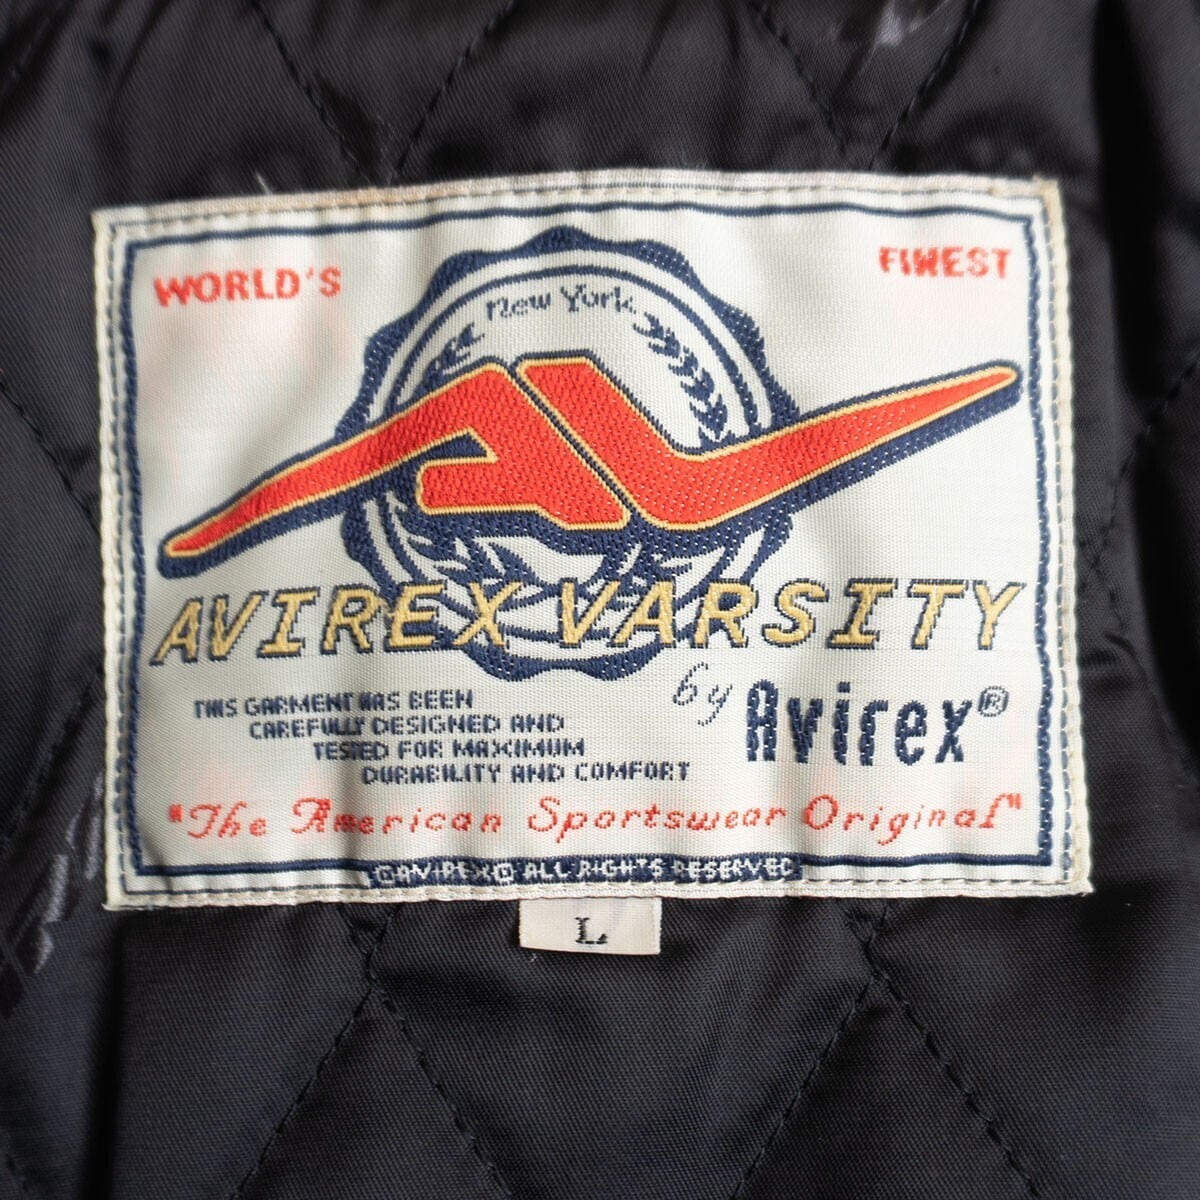 WORLD'S FINEST
New York
AVIREX VARSITY
by Avirex®
THIS GARMENT HAS BEEN
CAREFULLY DESIGNED AND
TESTED FOR MAXIMUM
DURABILITY AND COMFORT
"The American Sportswear Original"
©AVIREX© ALL RIGHTS RESERVED
L